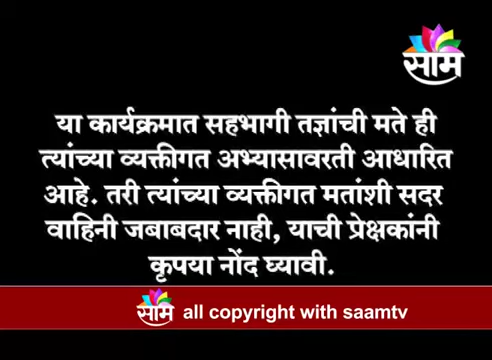 साम
या कार्यक्रमात सहभागी तज्ञांची मते ही
त्यांच्या व्यक्तीगत अभ्यासावरती आधारित
आहे. तरी त्यांच्या व्यक्तीगत मतांशी सदर
वाहिनी जबाबदार नाही, याची प्रेक्षकांनी
कृपया नोंद घ्यावी.
साम all copyright with saamtv